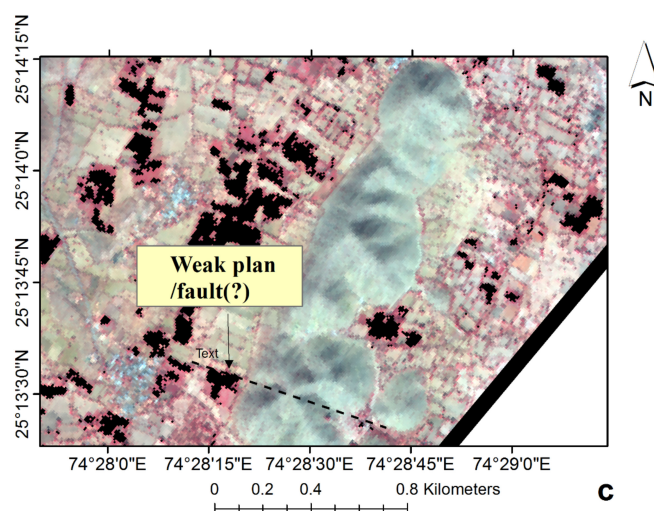 25°14'15"N
25°14'0"N
25°13'45"N
25°13'30"N
N
Weak plan
/fault(?)
Text
74°28'0"E 74°28'15"E 74°28'30"E 74°28'45"E 74°29'0"E
0 0.2 0.4 0.8 Kilometers
c